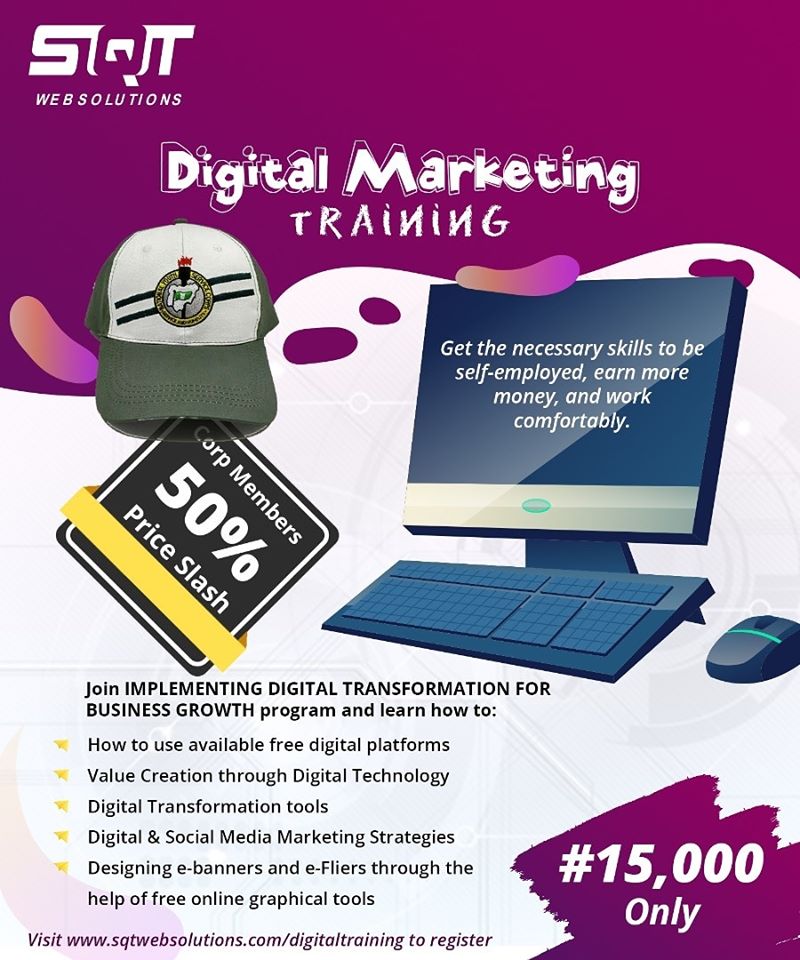 SQT
WEBSOLUTIONS
Digital Marketing
TRAINING
Get the necessary skills to be
self-employed, earn more
money, and work
comfortably.
Corp Members
50%
Price Slash
Join IMPLEMENTING DIGITAL TRANSFORMATION FOR
BUSINESS GROWTH program and learn how to:
How to use available free digital platforms
Value Creation through Digital Technology
Digital Transformation tools
Digital & Social Media Marketing Strategies
Designing e-banners and e-Fliers through the
help of free online graphical tools
#15,000
Only
Visit www.sqtwebsolutions.com/digitaltraining to register